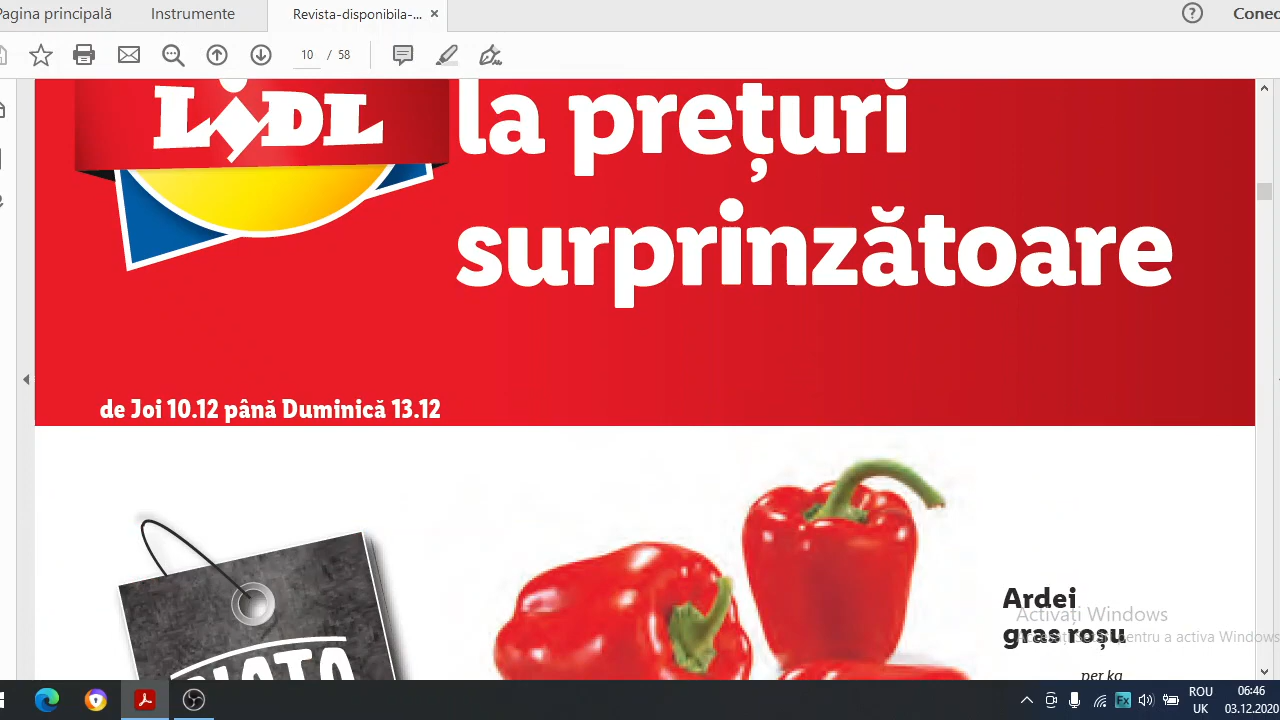 Pagina principală Instrumente Revista-disponibila-... × ? Conec
10 / 58
LiDL
la prețuri
surprinzătoare
de Joi 10.12 până Duminică 13.12
Ardei
Activați Windows
gras roșu
pentru a activa Windows
per kg
ROU 06:46
UK 03.12.2020